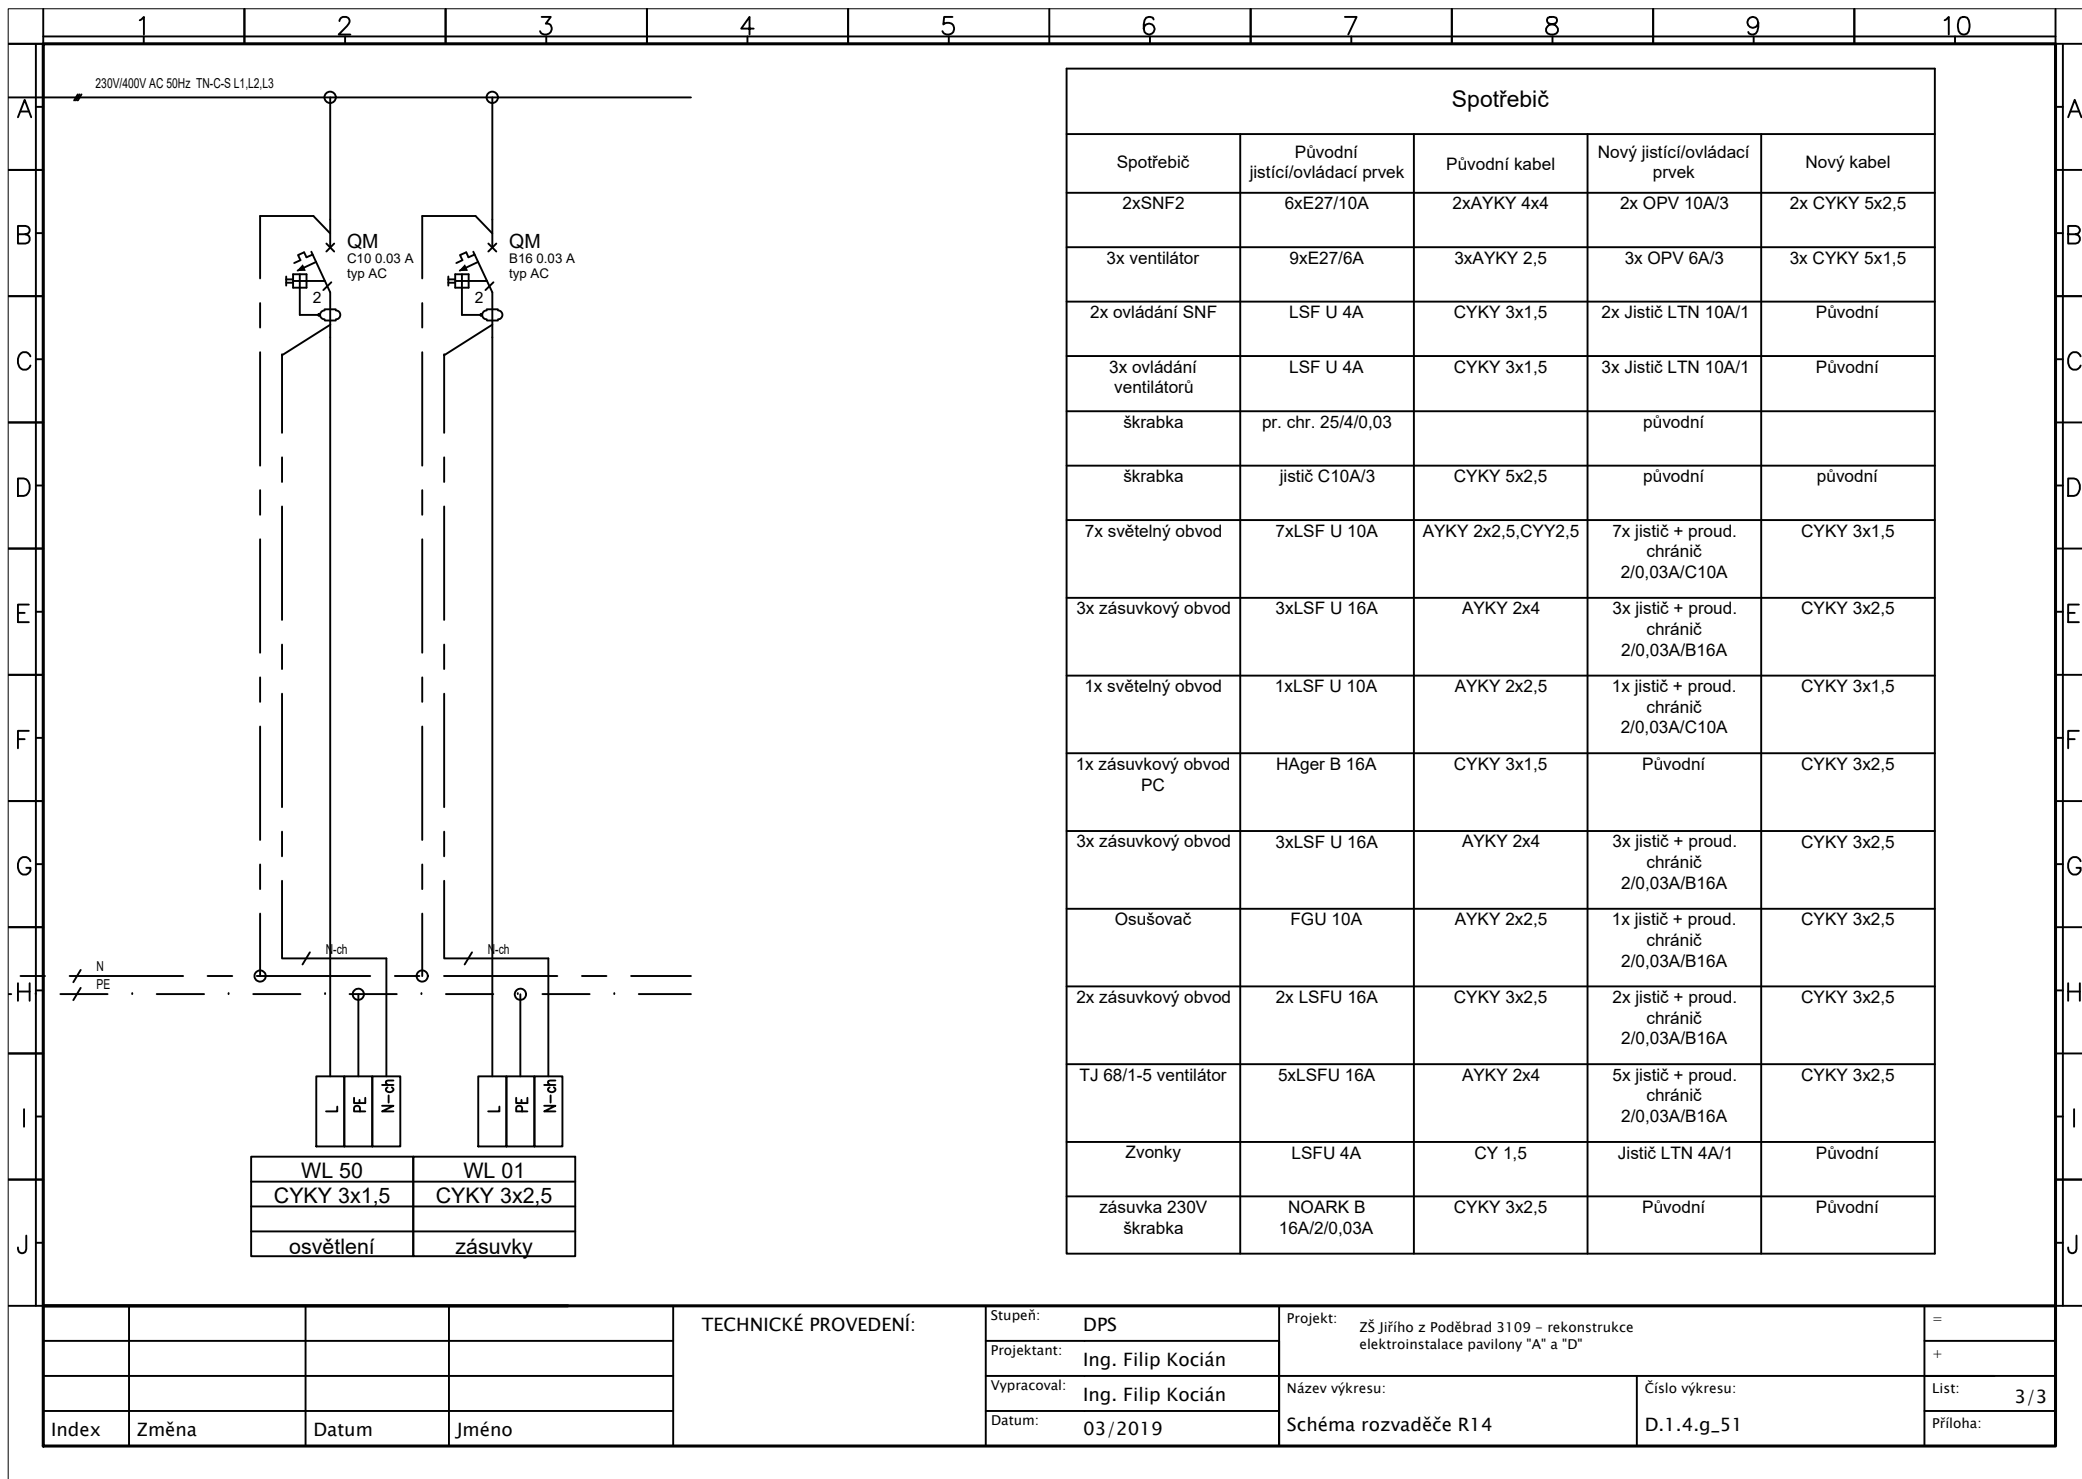 1 2 3 4 5 6 7 8 9 10
A A
B B
C C
D D
E E
F F
G G
H H
I I
J J
230V/400V AC 50Hz TN-C-S L1,L2,L3
QM
C10 0.03 A
typ AC
2
QM
B16 0.03 A
typ AC
2
N-ch
N-ch
N
PE
L
PE
N-ch
L
PE
N-ch
WL 50 WL 01
CYKY 3x1,5 CYKY 3x2,5
osvětlení zásuvky
Spotřebič
Spotřebič Původní jistící/ovládací prvek Původní kabel Nový jistící/ovládací prvek Nový kabel
2xSNF2 6xE27/10A 2xAYKY 4x4 2x OPV 10A/3 2x CYKY 5x2,5
3x ventilátor 9xE27/6A 3xAYKY 2,5 3x OPV 6A/3 3x CYKY 5x1,5
2x ovládání SNF LSF U 4A CYKY 3x1,5 2x Jistič LTN 10A/1 Původní
3x ovládání ventilátorů LSF U 4A CYKY 3x1,5 3x Jistič LTN 10A/1 Původní
škrabka pr. chr. 25/4/0,03 původní
škrabka jistič C10A/3 CYKY 5x2,5 původní původní
7x světelný obvod 7xLSF U 10A AYKY 2x2,5,CYY2,5 7x jistič + proud. chránič 2/0,03A/C10A CYKY 3x1,5
3x zásuvkový obvod 3xLSF U 16A AYKY 2x4 3x jistič + proud. chránič 2/0,03A/B16A CYKY 3x2,5
1x světelný obvod 1xLSF U 10A AYKY 2x2,5 1x jistič + proud. chránič 2/0,03A/C10A CYKY 3x1,5
1x zásuvkový obvod PC HAger B 16A CYKY 3x1,5 Původní CYKY 3x2,5
3x zásuvkový obvod 3xLSF U 16A AYKY 2x4 3x jistič + proud. chránič 2/0,03A/B16A CYKY 3x2,5
Osušovač FGU 10A AYKY 2x2,5 1x jistič + proud. chránič 2/0,03A/B16A CYKY 3x2,5
2x zásuvkový obvod 2x LSFU 16A CYKY 3x2,5 2x jistič + proud. chránič 2/0,03A/B16A CYKY 3x2,5
TJ 68/1-5 ventilátor 5xLSFU 16A AYKY 2x4 5x jistič + proud. chránič 2/0,03A/B16A CYKY 3x2,5
Zvonky LSFU 4A CY 1,5 Jistič LTN 4A/1 Původní
zásuvka 230V škrabka NOARK B 16A/2/0,03A CYKY 3x2,5 Původní Původní
Index Změna Datum Jméno
TECHNICKÉ PROVEDENÍ:
Stupeň: DPS
Projektant: Ing. Filip Kocián
Vypracoval: Ing. Filip Kocián
Datum: 03/2019
Projekt: ZŠ Jiřího z Poděbrad 3109 – rekonstrukce
elektroinstalace pavilony "A" a "D"
Název výkresu:
Schéma rozvaděče R14
Číslo výkresu:
D.1.4.g_51
=
+
List: 3/3
Příloha: